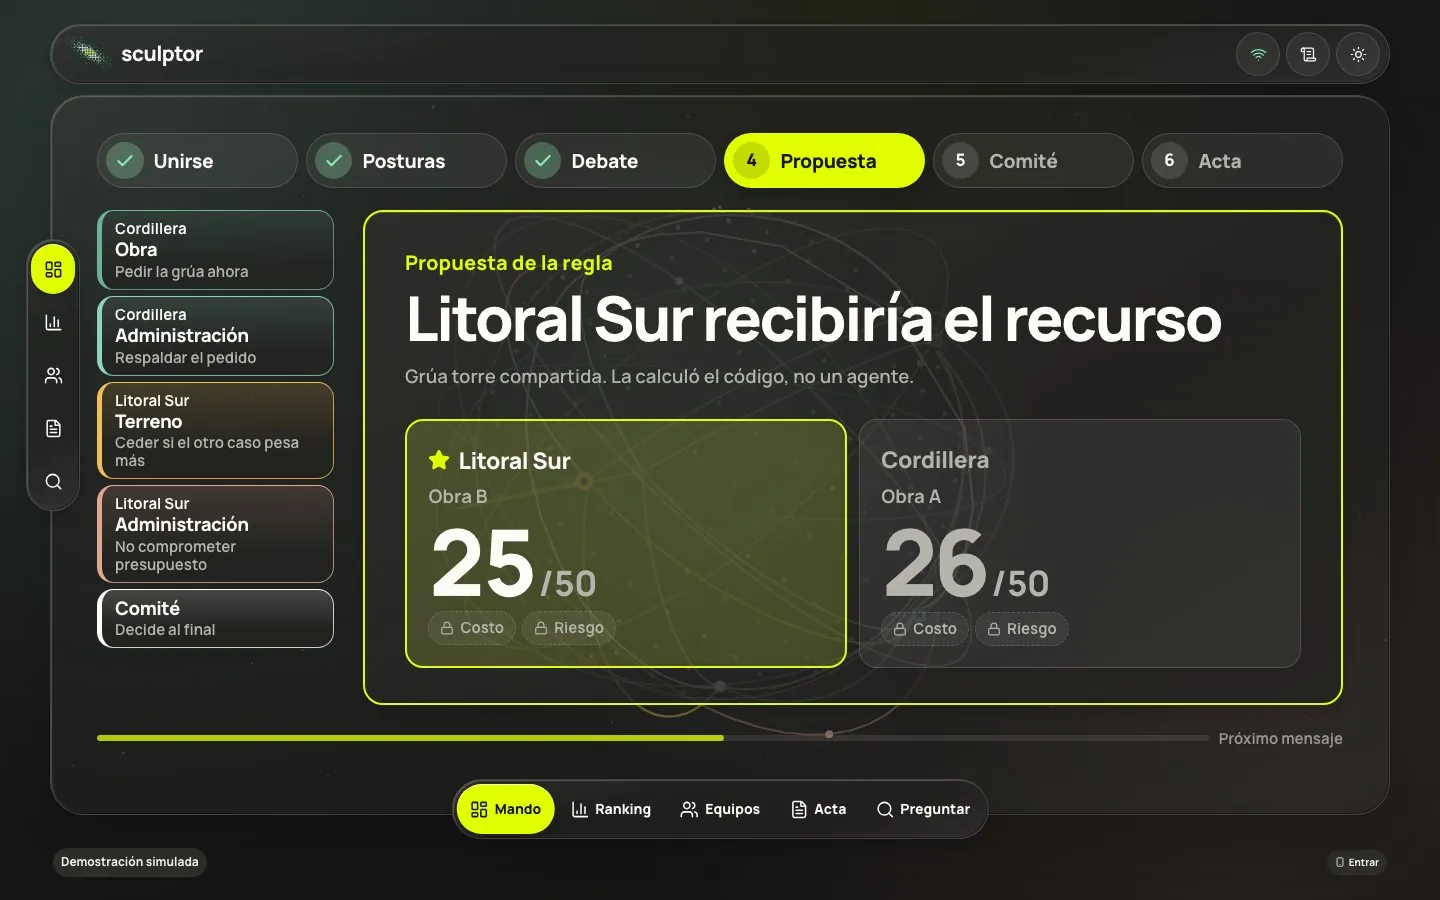 sculptor
Unirse
Posturas
Debate
4 Propuesta
5 Comité
6 Acta
Cordillera
Obra
Pedir la grúa ahora
Cordillera
Administración
Respaldar el pedido
Litoral Sur
Terreno
Ceder si el otro caso pesa
más
Litoral Sur
Administración
No comprometer
presupuesto
Comité
Decide al final
Propuesta de la regla
Litoral Sur recibiría el recurso
Grúa torre compartida. La calculó el código, no un agente.
Litoral Sur
Obra B
25 /50
Costo
Riesgo
Cordillera
Obra A
26 /50
Costo
Riesgo
Próximo mensaje
Mando
Ranking
Equipos
Acta
Preguntar
Demostración simulada
Entrar